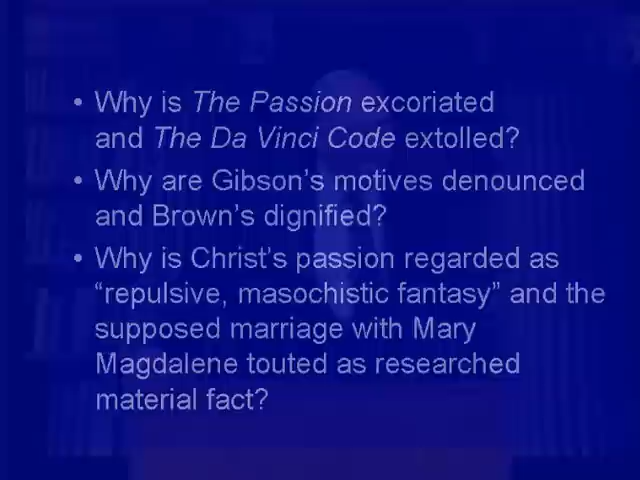 • Why is The Passion excoriated
and The Da Vinci Code extolled?
• Why are Gibson's motives denounced
and Brown's dignified?
• Why is Christ's passion regarded as
“repulsive, masochistic fantasy” and the
supposed marriage with Mary
Magdalene touted as researched
material fact?